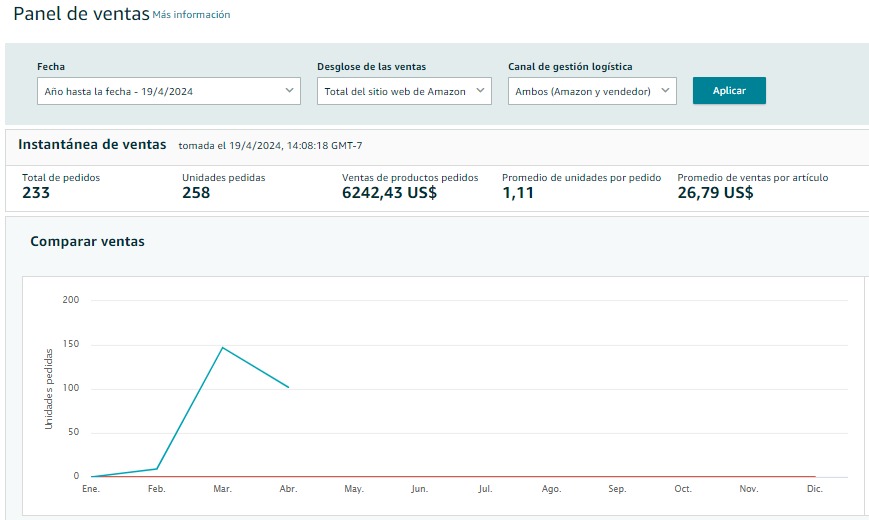 Panel de ventas Más información
Fecha Desglose de las ventas Canal de gestión logística
Año hasta la fecha - 19/4/2024 Total del sitio web de Amazon Ambos (Amazon y vendedor) Aplicar
Instantánea de ventas tomada el 19/4/2024, 14:08:18 GMT-7
Total de pedidos Unidades pedidas Ventas de productos pedidos Promedio de unidades por pedido Promedio de ventas por artículo
233 258 6242,43 US$ 1,11 26,79 US$
Comparar ventas
Unidades pedidas
200
150
100
50
0
Ene. Feb. Mar. Abr. May. Jun. Jul. Ago. Sep. Oct. Nov. Dic.